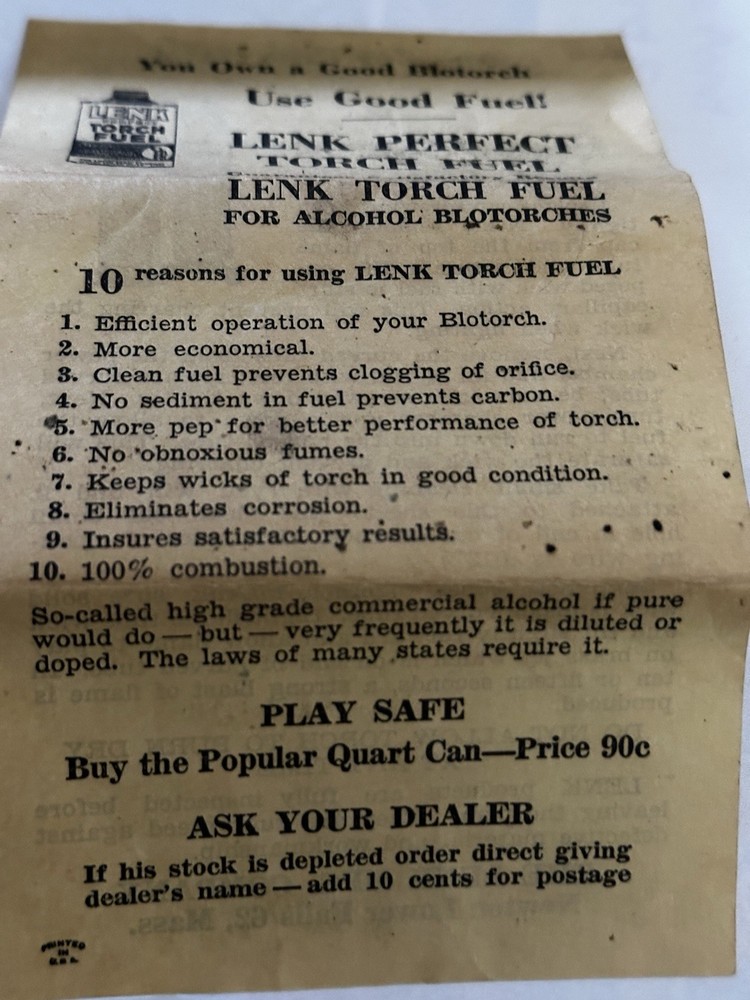 You Own a Good Blotorch
Use Good Fuel!
LENK
TORCH
FUEL
LENK PERFECT
TORCH FUEL
LENK TORCH FUEL
FOR ALCOHOL BLOTORCHES
10 reasons for using LENK TORCH FUEL
1. Efficient operation of your Blotorch.
2. More economical.
3. Clean fuel prevents clogging of orifice.
4. No sediment in fuel prevents carbon.
5. More pep for better performance of torch.
6. No obnoxious fumes.
7. Keeps wicks of torch in good condition.
8. Eliminates corrosion.
9. Insures satisfactory results.
10. 100% combustion.
So-called high grade commercial alcohol if pure
would do — but — very frequently it is diluted or
doped. The laws of many states require it.
PLAY SAFE
Buy the Popular Quart Can—Price 90c
ASK YOUR DEALER
If his stock is depleted order direct giving
dealer's name — add 10 cents for postage
PRINTED
IN
U.S.A.